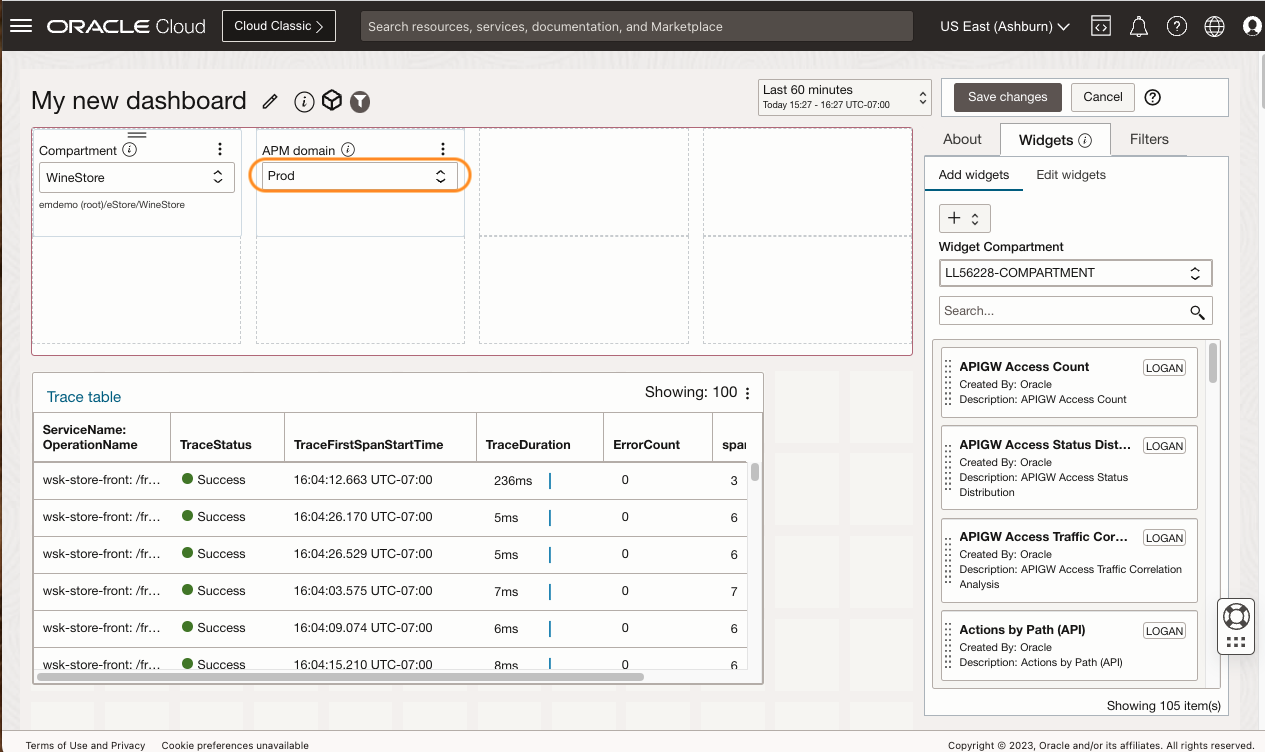 ORACLE Cloud
Cloud Classic >
Search resources, services, documentation, and Marketplace
US East (Ashburn)
My new dashboard
Last 60 minutes
Today 15:27 - 16:27 UTC-07:00
Save changes
Cancel
Compartment
WineStore
emdemo (root)/eStore/WineStore
APM domain
Prod
About
Widgets
Filters
Add widgets
Edit widgets
Widget Compartment
LL56228-COMPARTMENT
Search...
APIGW Access Count
LOGAN
Created By: Oracle
Description: APIGW Access Count
APIGW Access Status Dist...
LOGAN
Created By: Oracle
Description: APIGW Access Status
Distribution
APIGW Access Traffic Cor...
LOGAN
Created By: Oracle
Description: APIGW Access Traffic Correlation
Analysis
Actions by Path (API)
LOGAN
Created By: Oracle
Description: Actions by Path (API)
Showing 105 item(s)
Trace table
Showing: 100
ServiceName:
OperationName TraceStatus TraceFirstSpanStartTime TraceDuration ErrorCount spa
wsk-store-front: /fr... Success 16:04:12.663 UTC-07:00 236ms 0 3
wsk-store-front: /fr... Success 16:04:26.170 UTC-07:00 5ms 0 6
wsk-store-front: /fr... Success 16:04:26.529 UTC-07:00 5ms 0 6
wsk-store-front: /fr... Success 16:04:03.575 UTC-07:00 7ms 0 7
wsk-store-front: /fr... Success 16:04:09.074 UTC-07:00 6ms 0 6
wsk-store-front: /fr... Success 16:04:15.210 UTC-07:00 8ms 0 6
Terms of Use and Privacy
Cookie preferences unavailable
Copyright © 2023, Oracle and/or its affiliates. All rights reserved.